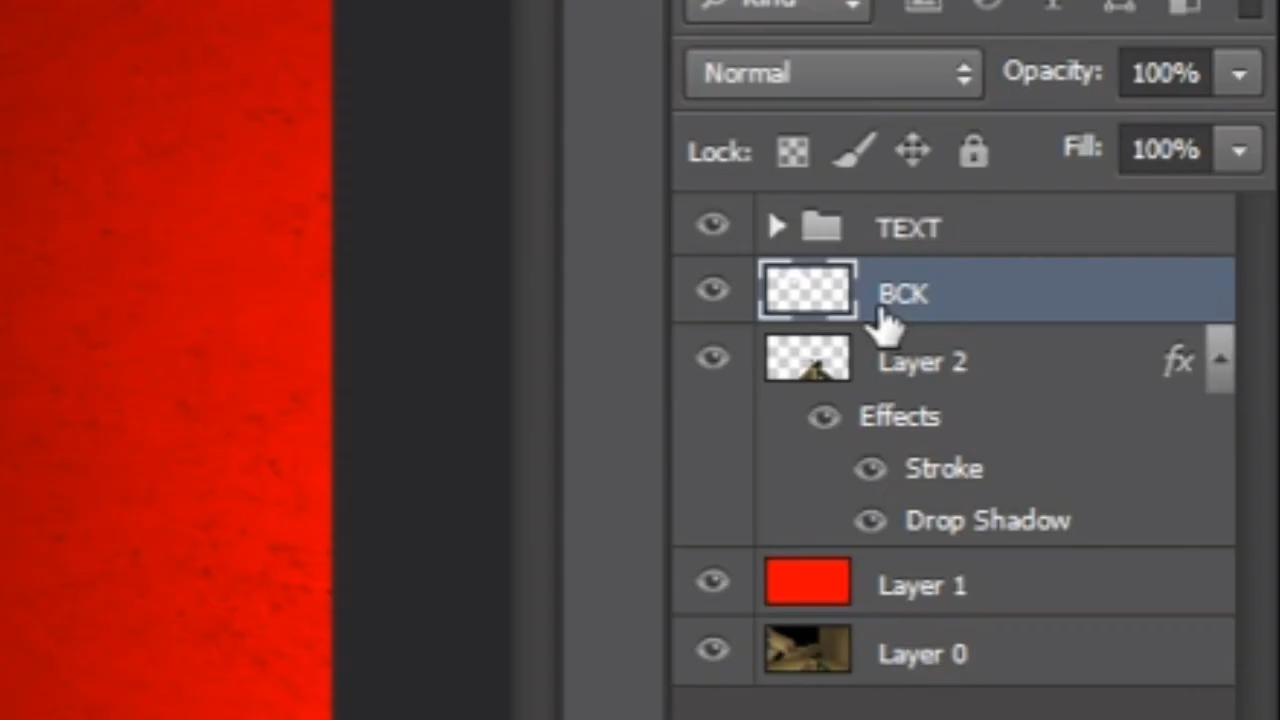 Kind
Normal Opacity: 100%
Lock: Fill: 100%
TEXT
BCK
Layer 2 fx
Effects
Stroke
Drop Shadow
Layer 1
Layer 0